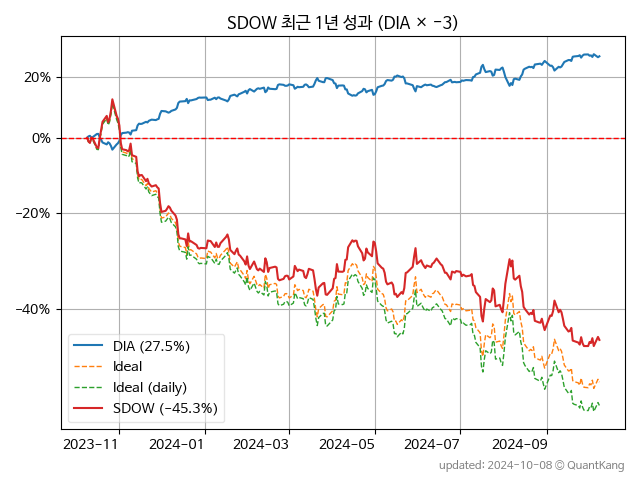 SDOW 최근 1년 성과 (DIA × −3)
20%
0%
−20%
−40%
DIA (27.5%)
Ideal
Ideal (daily)
SDOW (−45.3%)
2023-11
2024-01
2024-03
2024-05
2024-07
2024-09
updated: 2024-10-08 © QuantKang